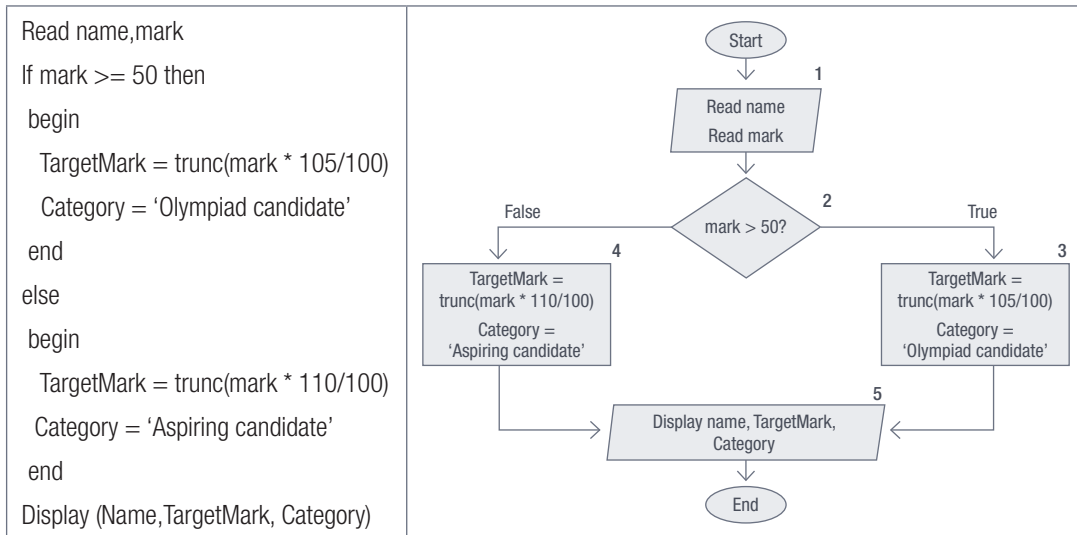 Read name,mark
If mark >= 50 then
begin
TargetMark = trunc(mark * 105/100)
Category = ‘Olympiad candidate’
end
else
begin
TargetMark = trunc(mark * 110/100)
Category = ‘Aspiring candidate’
end
Display (Name,TargetMark, Category)
Start
1
Read name
Read mark
2
mark > 50?
False
True
4
TargetMark =
trunc(mark * 110/100)
Category =
‘Aspiring candidate’
3
TargetMark =
trunc(mark * 105/100)
Category =
‘Olympiad candidate’
5
Display name, TargetMark,
Category
End